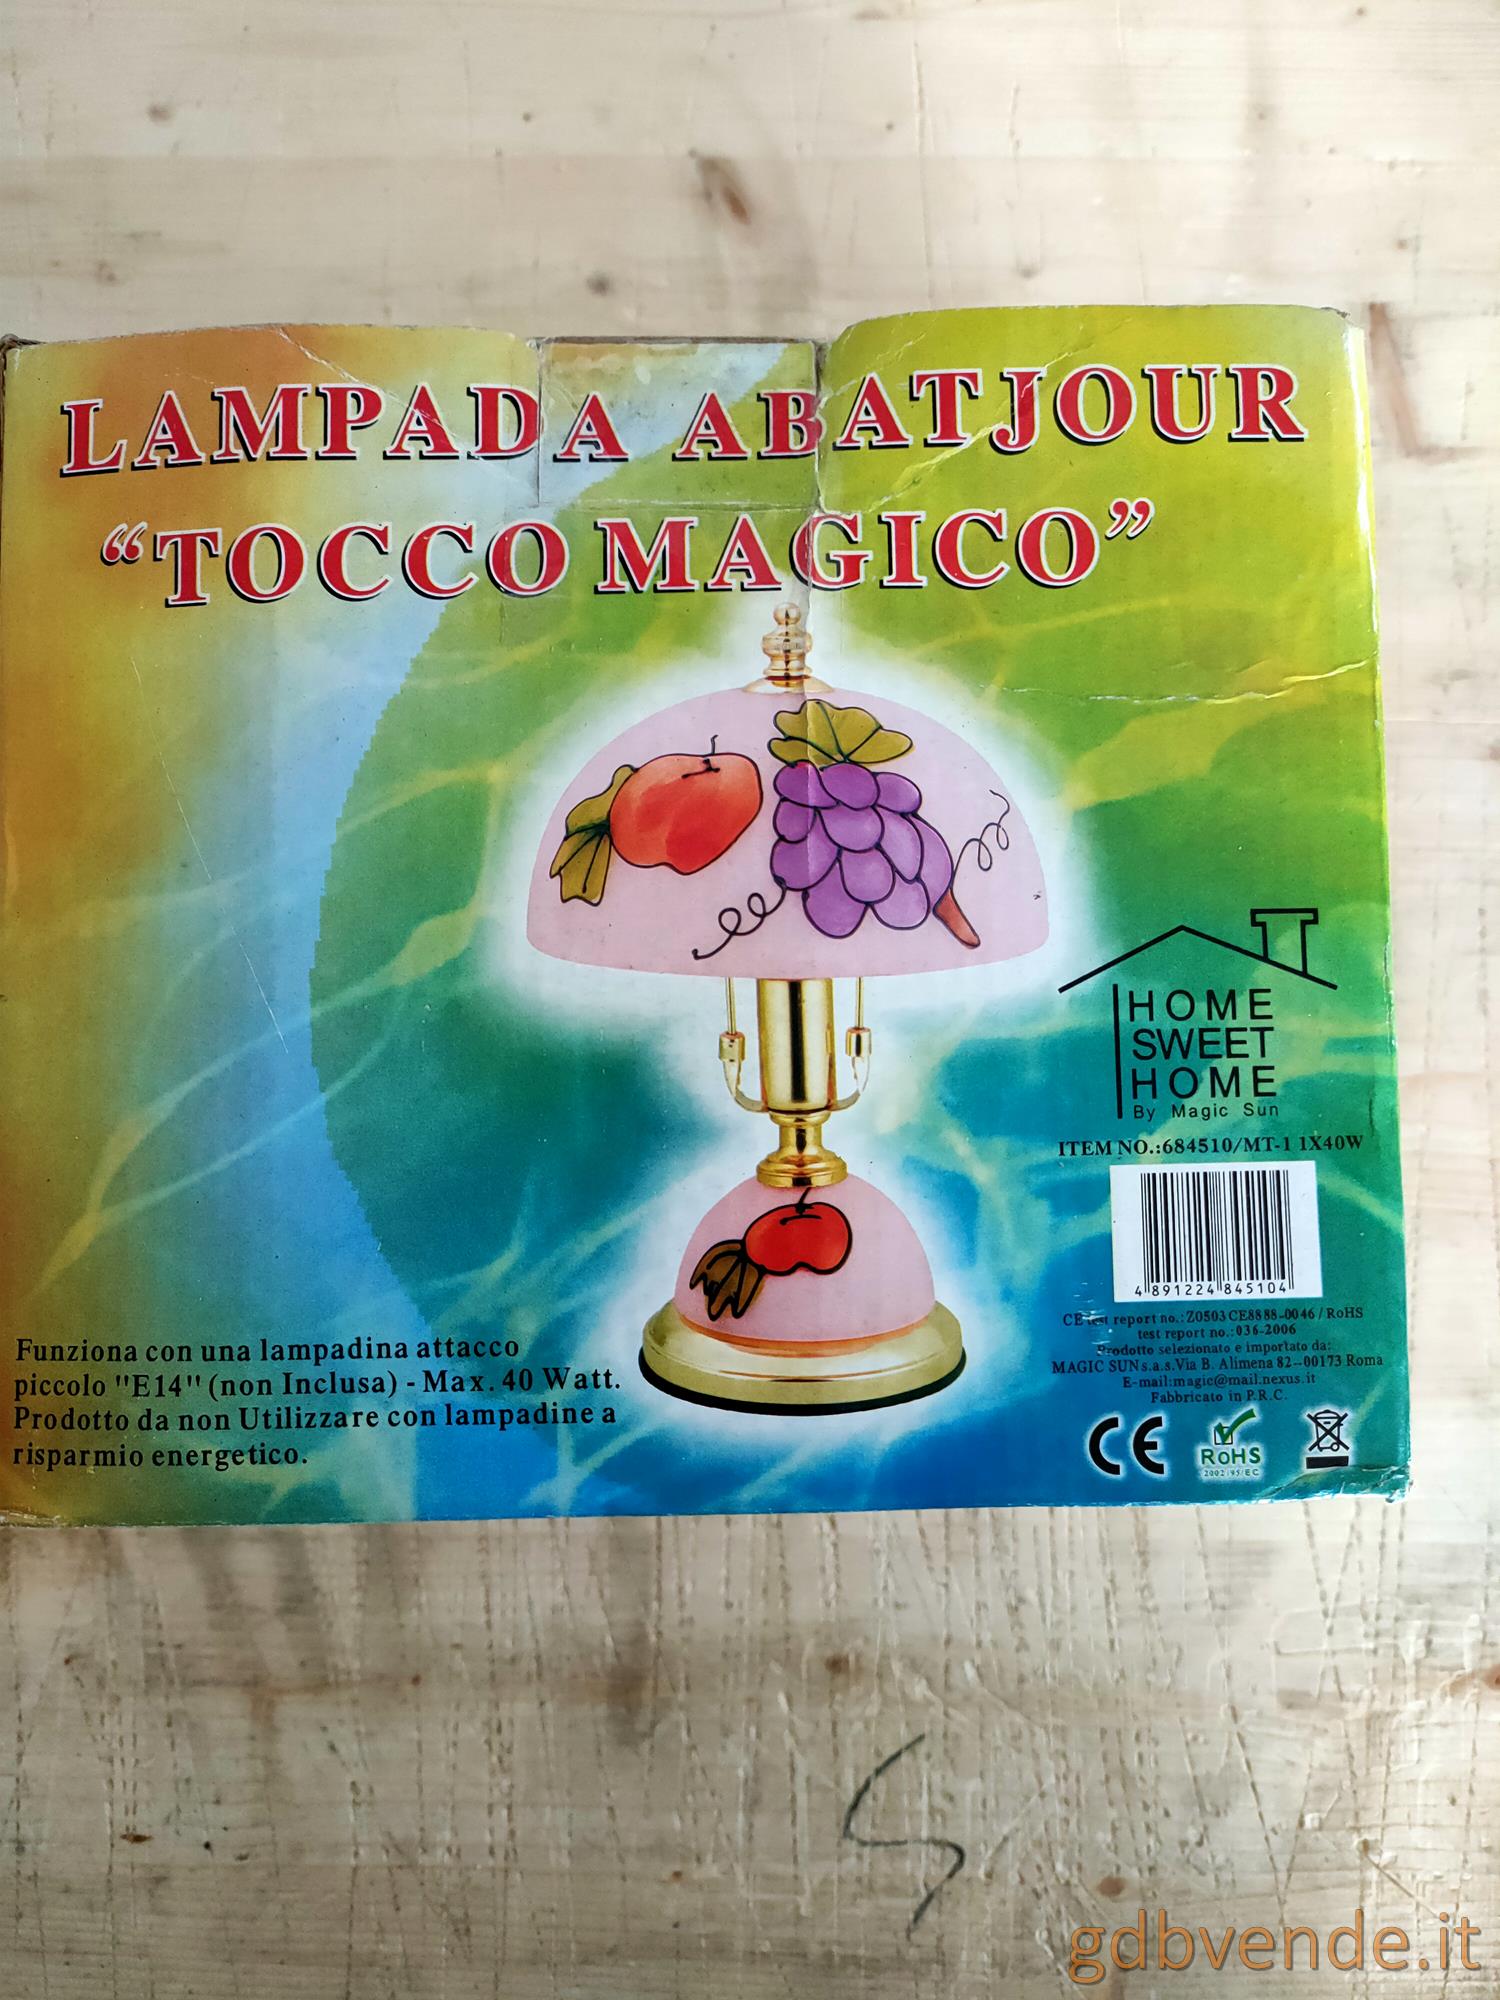 LAMPADA ABATJOUR
“TOCCO MAGICO”
HOME
SWEET
HOME
By Magic Sun
ITEM NO.:684510/MT-1 1X40W
4 891224 845104
CE test report no.:Z0503CE8888-0046/RoHS
test report no.:036-2006
Prodotto selezionato e importato da:
MAGIC SUN s.a.s.Via B. Alimena 82--00173 Roma
E-mail:magic@mail.nexus.it
Fabbricato in P.R.C.
CE
RoHS
2002/95/EC
Funziona con una lampadina attacco
piccolo "E14" (non Inclusa) - Max. 40 Watt.
Prodotto da non Utilizzare con lampadine a
risparmio energetico.
gdbvende.it